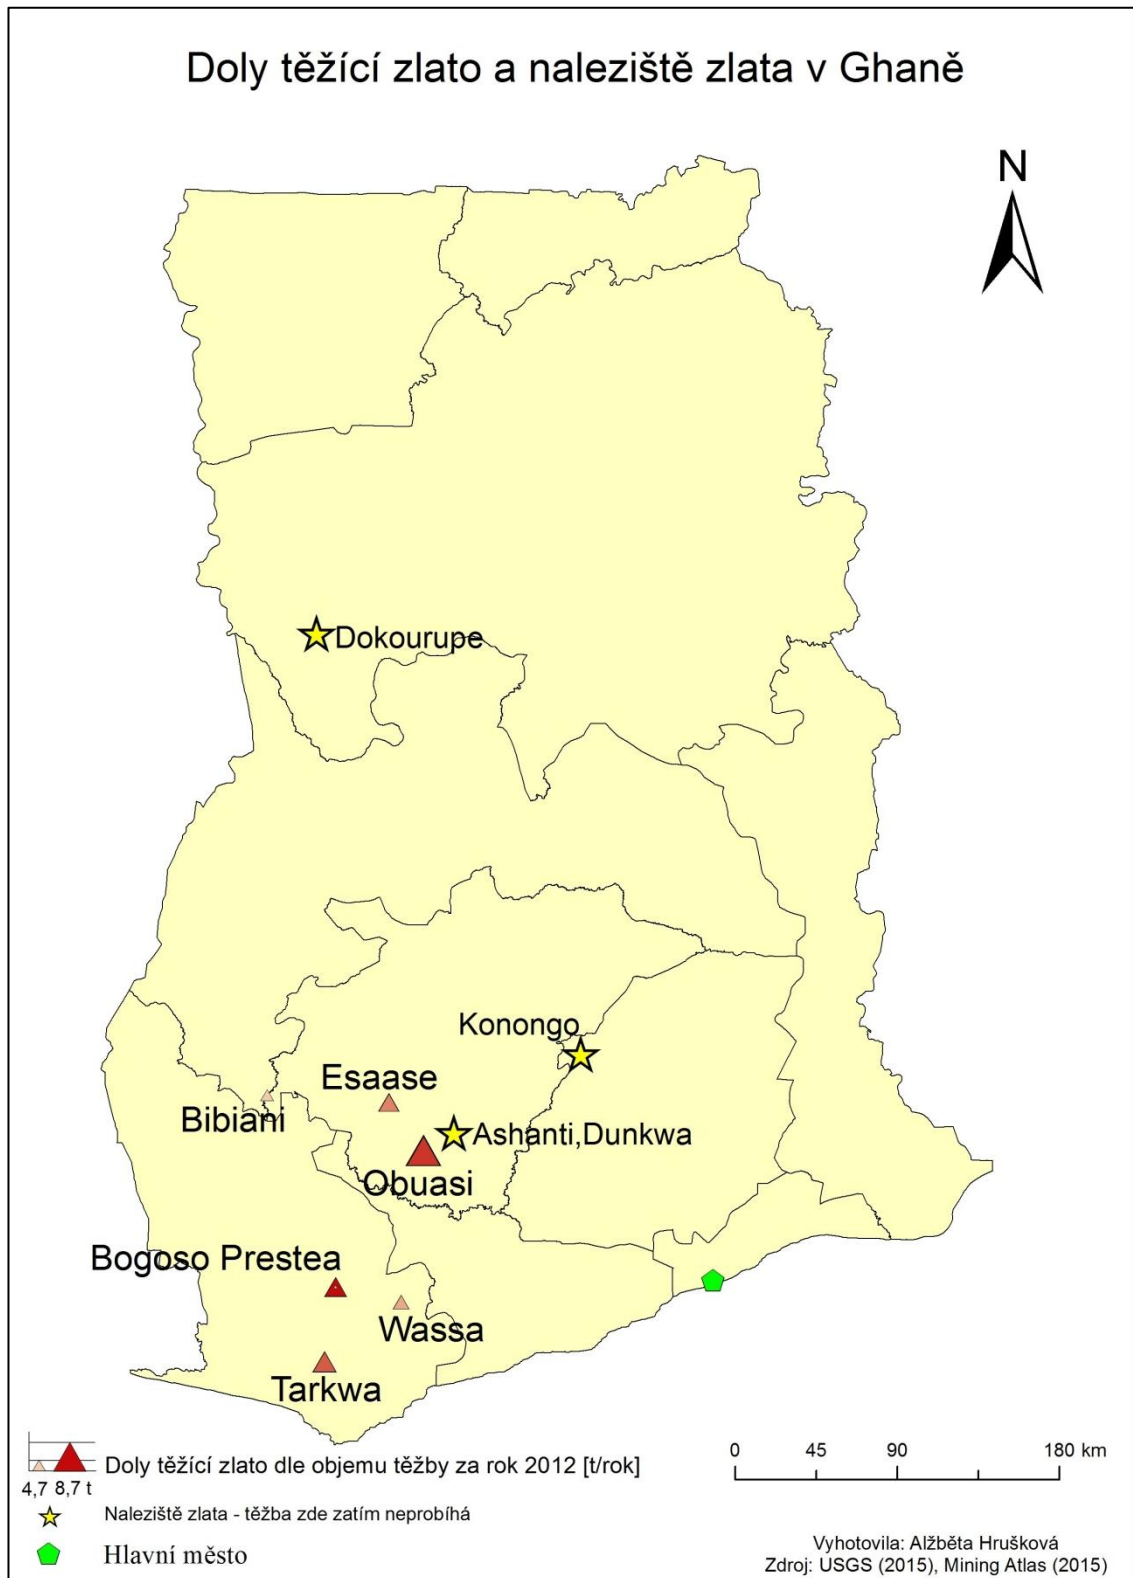 Doly těžící zlato a naleziště zlata v Ghaně
N
Dokourupe
Konongo
Esaase
Bibiani
Ashanti,Dunkwa
Obuasi
Bogoso Prestea
Wassa
Tarkwa
Doly těžící zlato dle objemu těžby za rok 2012 [t/rok]
4,7 8,7 t
Naleziště zlata - těžba zde zatím neprobíhá
Hlavní město
0 45 90 180 km
Vyhotovila: Alžběta Hrušková
Zdroj: USGS (2015), Mining Atlas (2015)